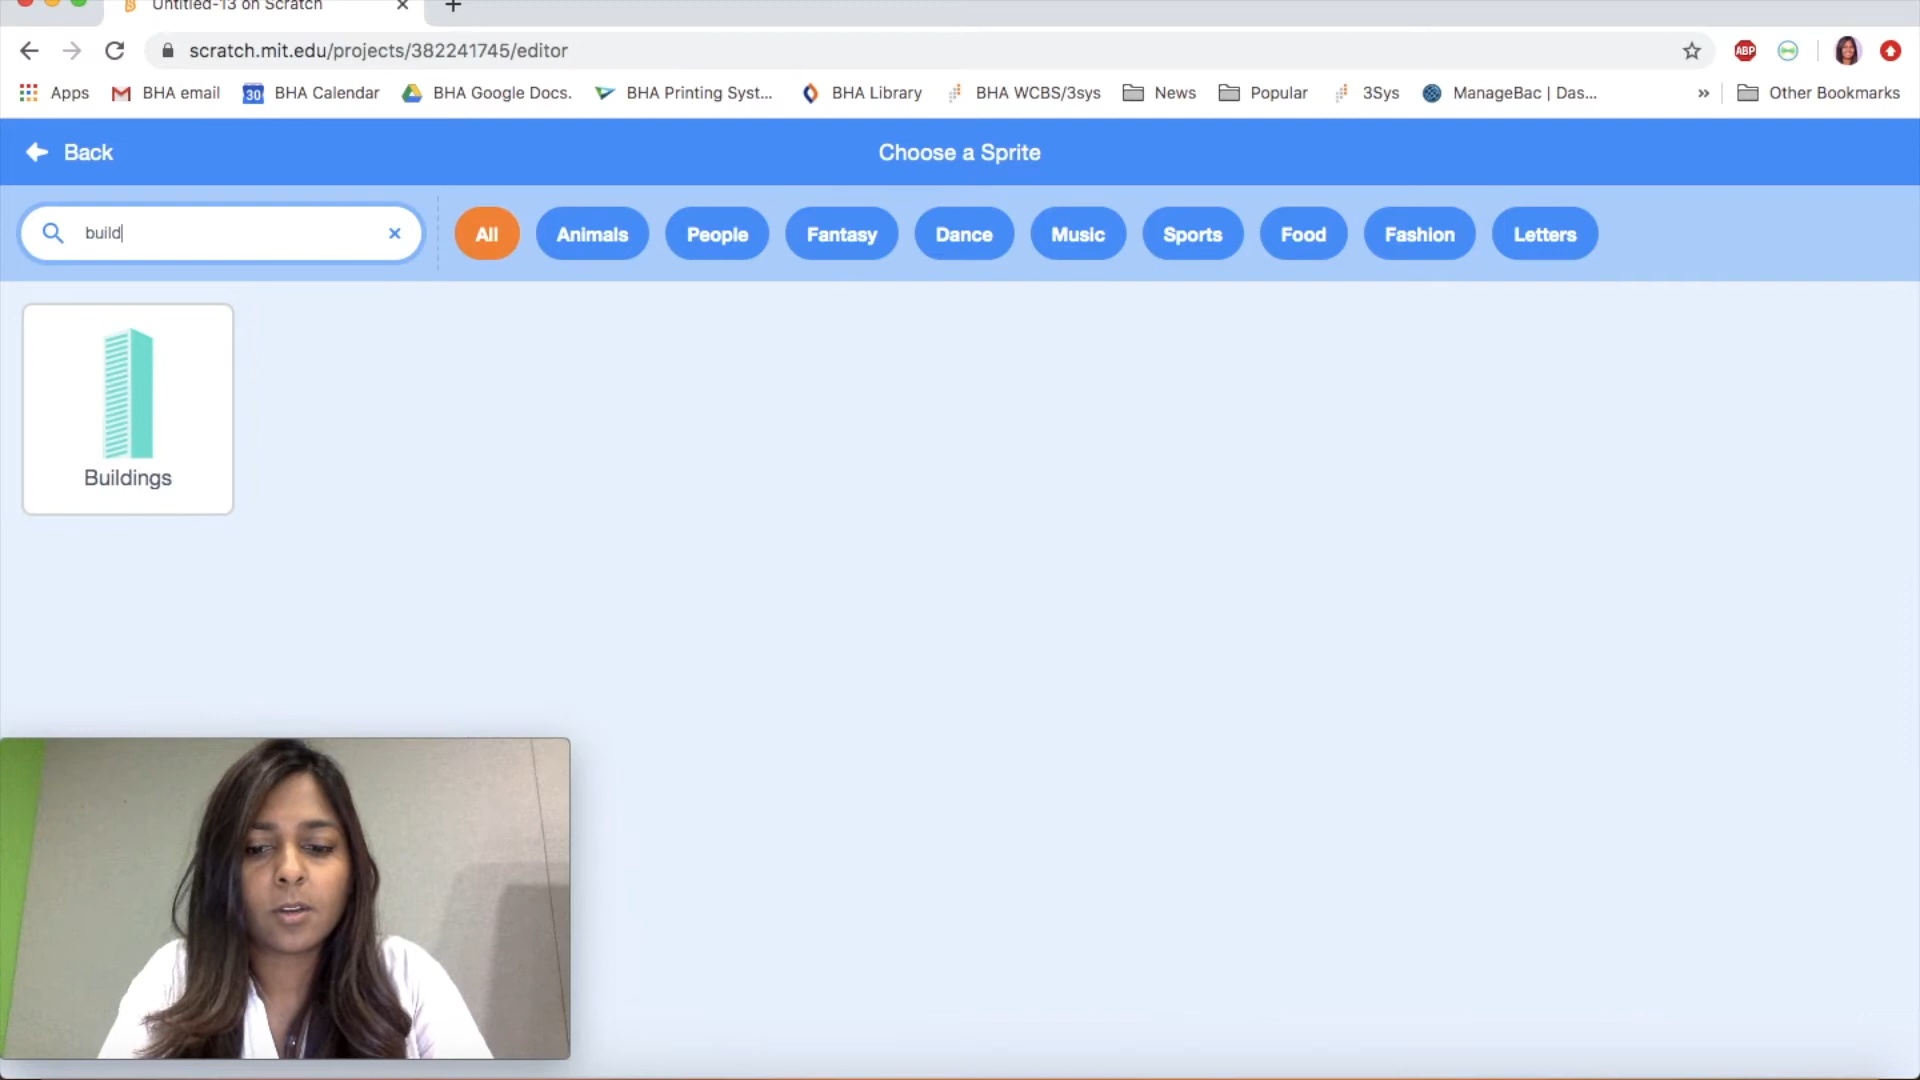 Untitled-13 on Scratch
scratch.mit.edu/projects/382241745/editor
ABP
Apps BHA email 30 BHA Calendar BHA Google Docs. BHA Printing Syst... BHA Library BHA WCBS/3sys News Popular 3Sys ManageBac | Das... » Other Bookmarks
Back Choose a Sprite
build All Animals People Fantasy Dance Music Sports Food Fashion Letters
Buildings